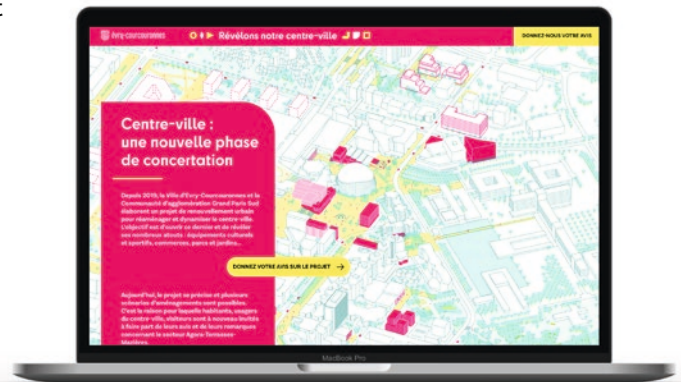 évry-courcouronnes
Révélons notre centre-ville
DONNEZ-NOUS VOTRE AVIS
Centre-ville :
une nouvelle phase
de concertation
Depuis 2019, la Ville d'Évry-Courcouronnes et la
Communauté d'agglomération Grand Paris Sud
élaborent un projet de renouvellement urbain
pour réaménager et dynamiser le centre-ville.
L'objectif est d'ouvrir ce dernier et de révéler
ses nombreux atouts : équipements culturels
et sportifs, commerces, parcs et jardins...
DONNEZ VOTRE AVIS SUR LE PROJET →
Aujourd'hui, le projet se précise et plusieurs
scénarios d'aménagements sont possibles.
C'est la raison pour laquelle habitants, usagers
du centre-ville, visiteurs sont à nouveau invités
à faire part de leurs avis et de leurs remarques
concernant le secteur Agora-Terrasses-
Mazières.
MacBook Pro